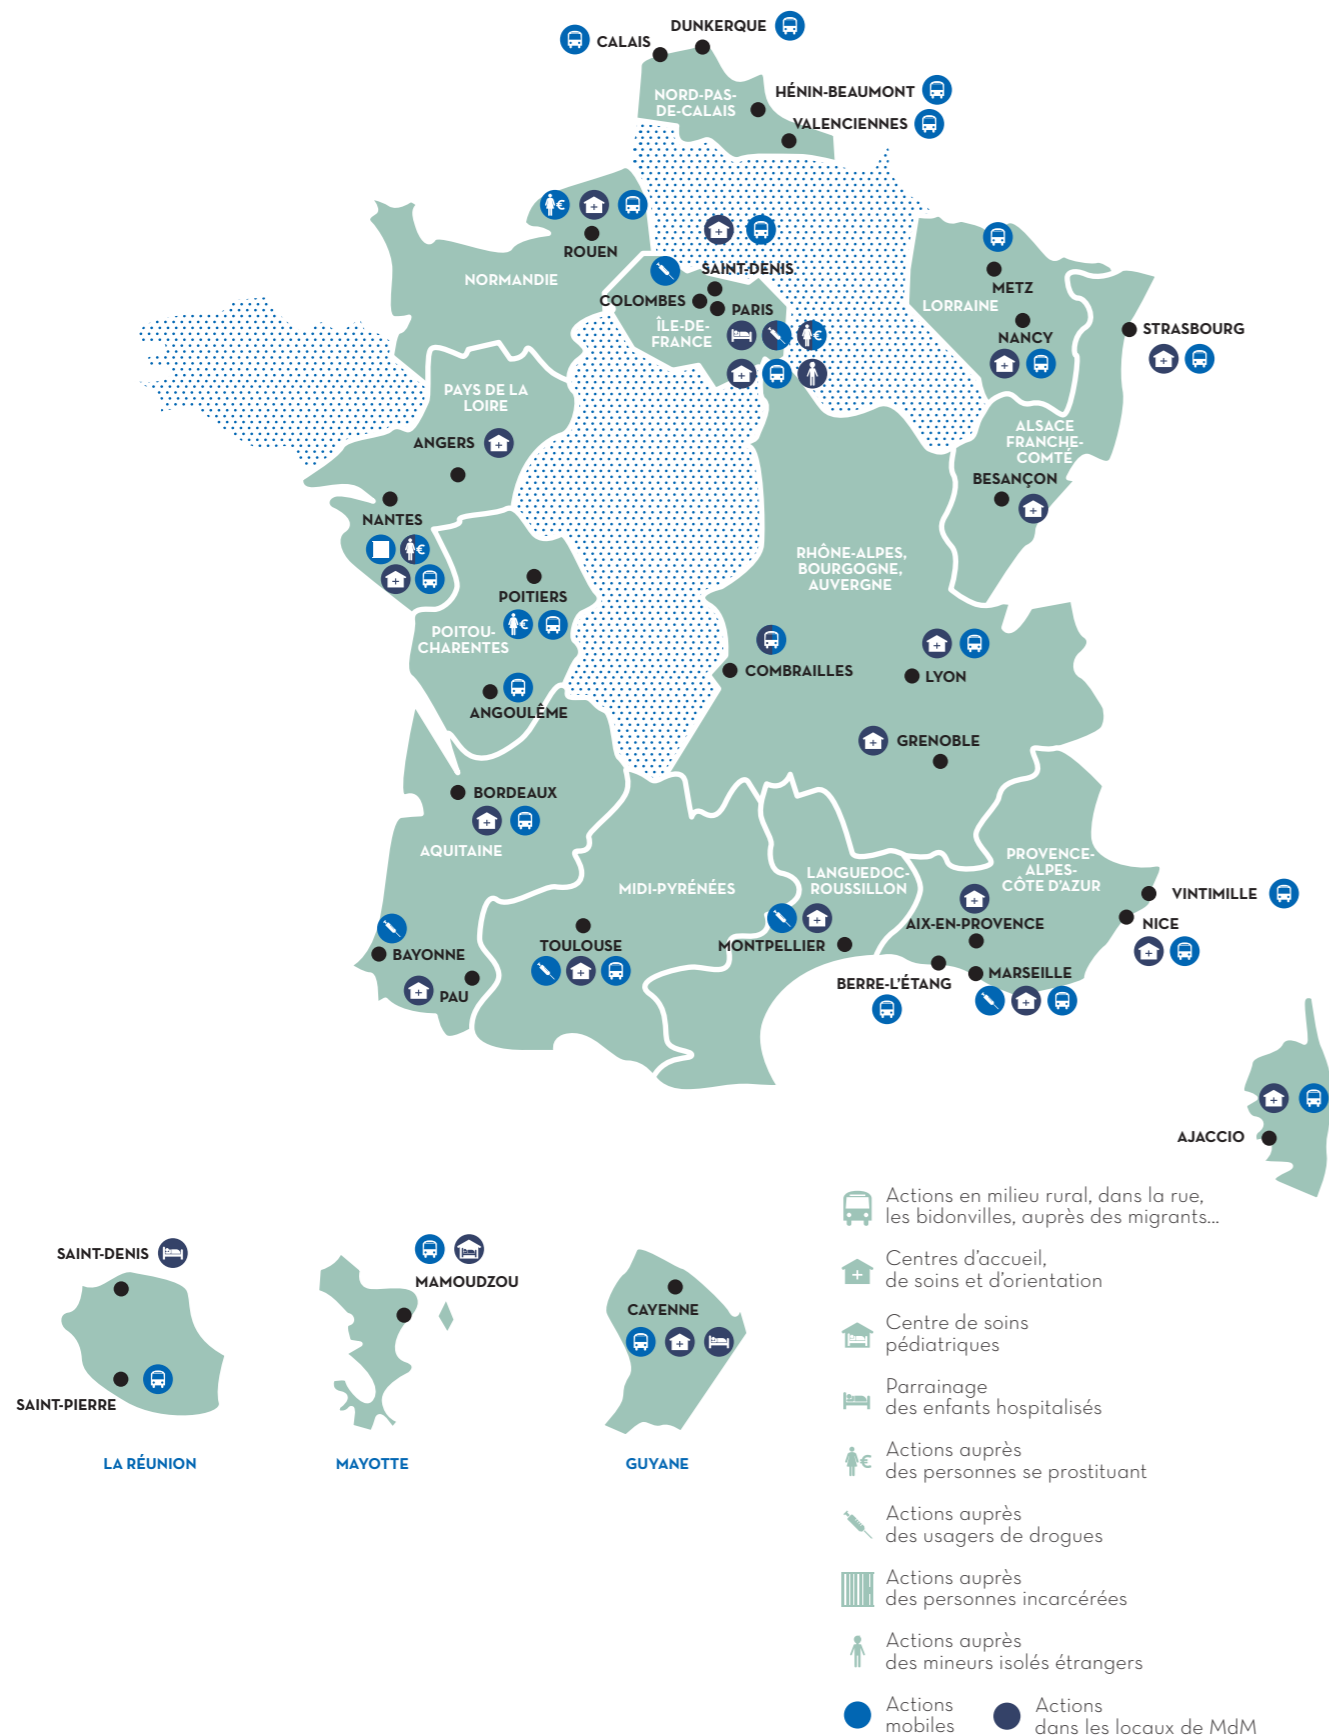 DUNKERQUE
CALAIS
NORD-PAS-
DE-CALAIS
HÉNIN-BEAUMONT
VALENCIENNES
€
ROUEN
NORMANDIE
SAINT-DENIS
COLOMBES
PARIS
ÎLE-DE-
FRANCE
€
METZ
LORRAINE
NANCY
STRASBOURG
PAYS DE LA
LOIRE
ANGERS
NANTES
€
ALSACE
FRANCHE-
COMTÉ
BESANÇON
RHÔNE-ALPES,
BOURGOGNE,
AUVERGNE
POITIERS
€
POITOU-
CHARENTES
ANGOULÊME
COMBRAILLES
LYON
GRENOBLE
BORDEAUX
AQUITAINE
MIDI-PYRÉNÉES
LANGUEDOC-
ROUSSILLON
PROVENCE-
ALPES-
CÔTE D'AZUR
VINTIMILLE
NICE
AIX-EN-PROVENCE
BAYONNE
PAU
TOULOUSE
MONTPELLIER
BERRE-L'ÉTANG
MARSEILLE
AJACCIO
SAINT-DENIS
SAINT-PIERRE
LA RÉUNION
MAMOUDZOU
MAYOTTE
CAYENNE
GUYANE
Actions en milieu rural, dans la rue,
les bidonvilles, auprès des migrants...
Centres d'accueil,
de soins et d'orientation
Centre de soins
pédiatriques
Parrainage
des enfants hospitalisés
€
Actions auprès
des personnes se prostituant
Actions auprès
des usagers de drogues
Actions auprès
des personnes incarcérées
Actions auprès
des mineurs isolés étrangers
Actions
mobiles
Actions
dans les locaux de MdM